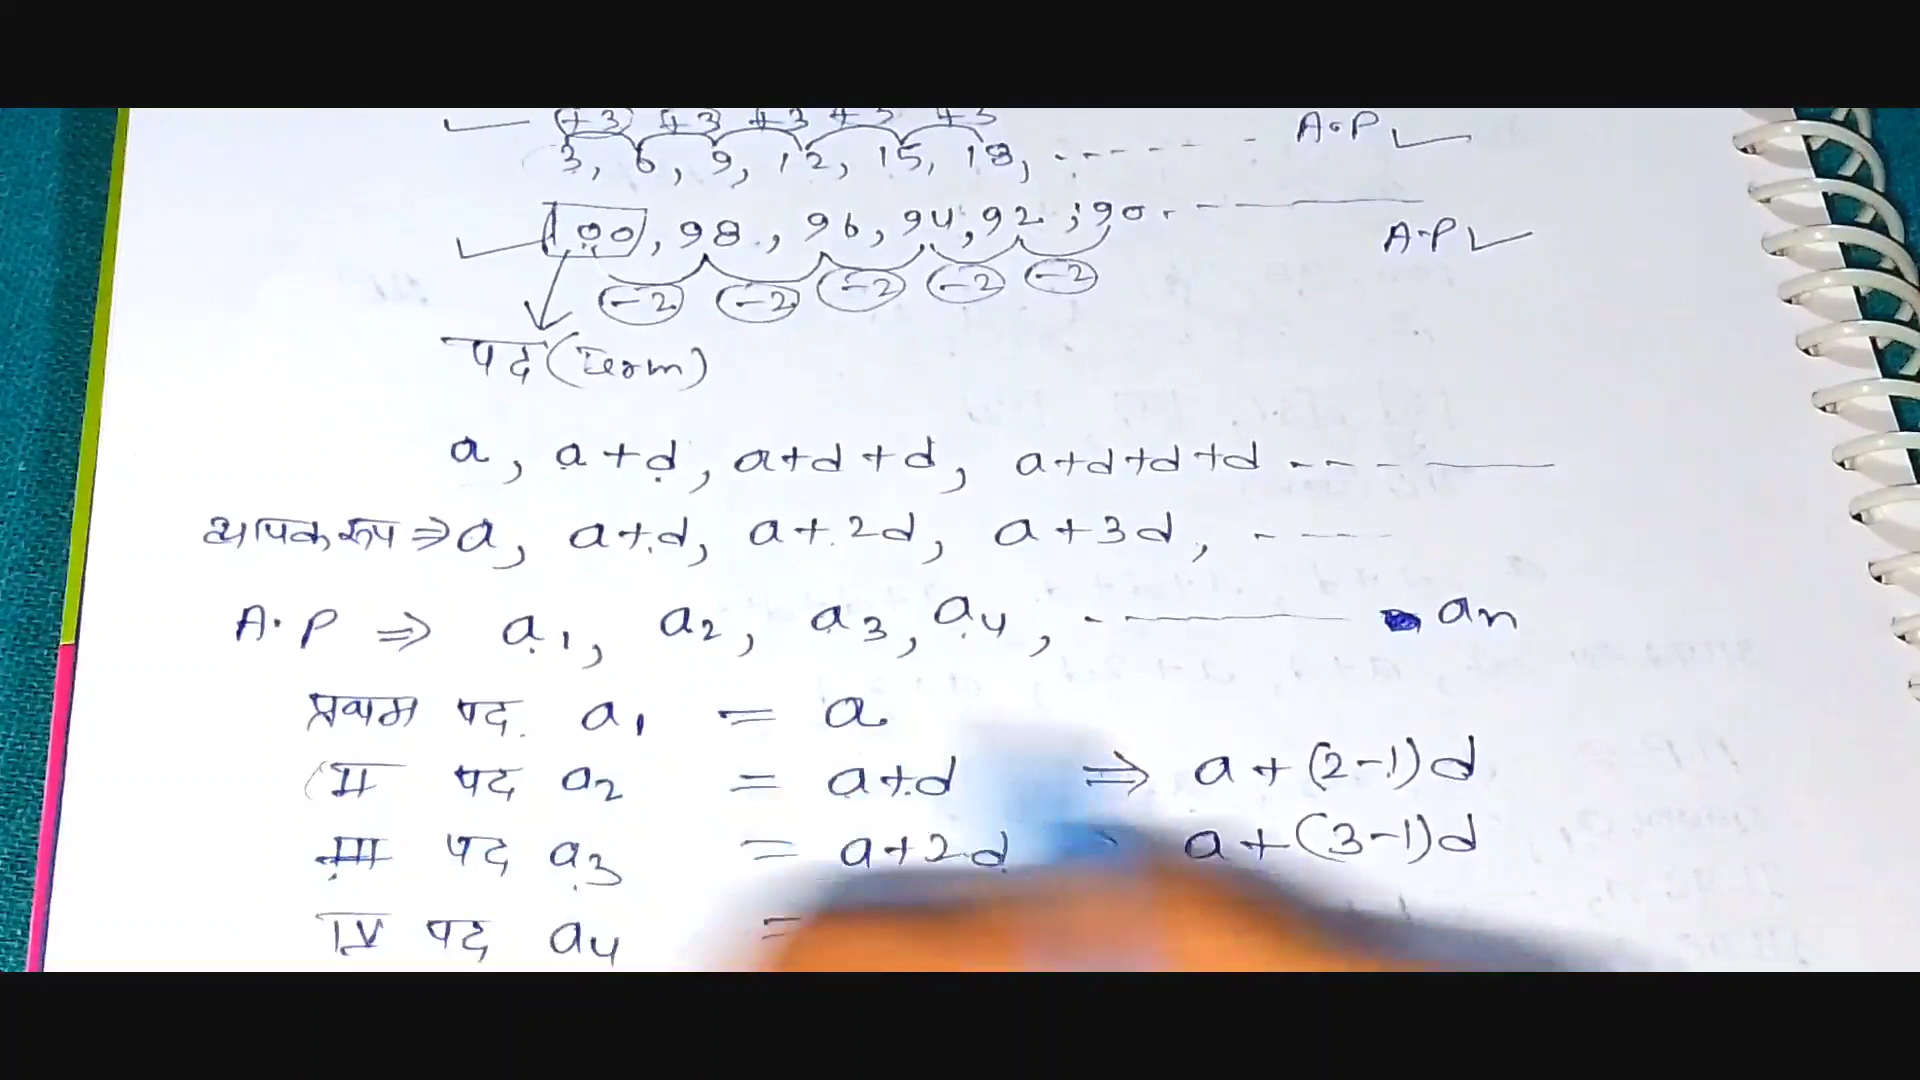 +3 +3 +3 +3 +3
3, 6, 9, 12, 15, 18, ------ A.P ✓
100, 98, 96, 94, 92, 90. ------ A.P ✓
-2 -2 -2 -2 -2
पद (Term)
a, a+d, a+d+d, a+d+d+d ----
व्यापक रूप ⇒ a, a+d, a+2d, a+3d, ----
A.P ⇒ a1, a2, a3, a4, ------ an
प्रथम पद a1 = a
II पद a2 = a+d ⇒ a+(2-1)d
III पद a3 = a+2d a+(3-1)d
IV पद a4 =